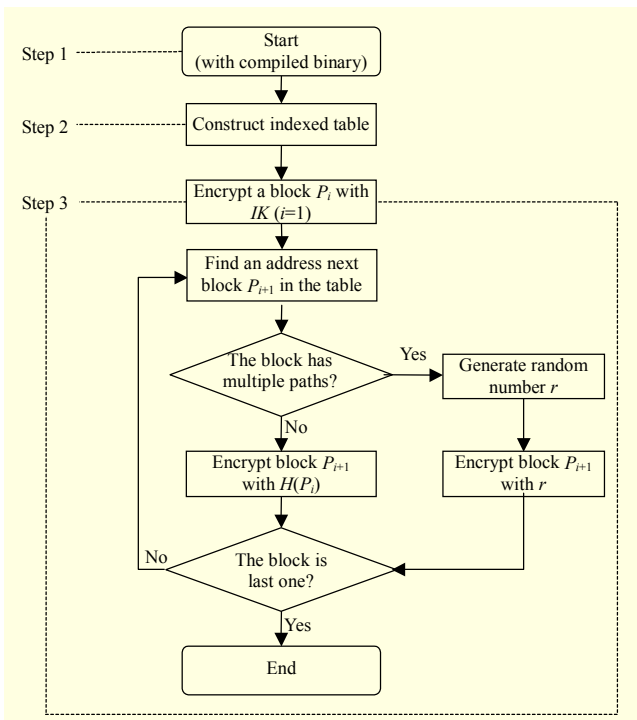 Step 1
Start
(with compiled binary)
Step 2
Construct indexed table
Step 3
Encrypt a block Pi with
IK (i=1)
Find an address next
block Pi+1 in the table
The block has
multiple paths?
Yes
Generate random
number r
No
Encrypt block Pi+1
with H(Pi)
Encrypt block Pi+1
with r
No
The block is
last one?
Yes
End